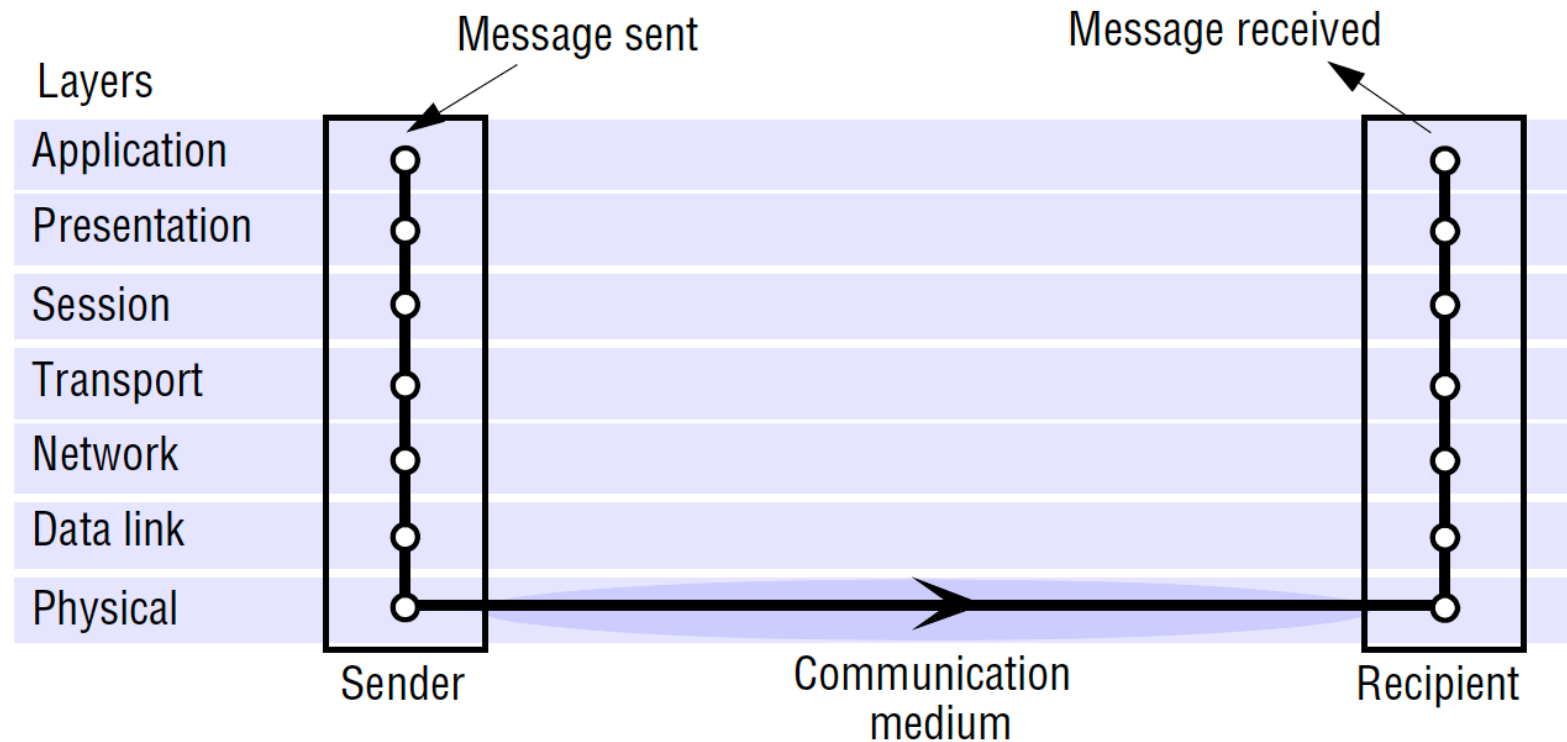 Message sent
Message received
Layers
Application
Presentation
Session
Transport
Network
Data link
Physical
Sender
Communication
medium
Recipient